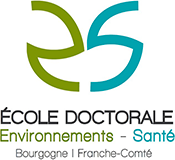 ÉCOLE DOCTORALE
Environnements - Santé
Bourgogne | Franche-Comté